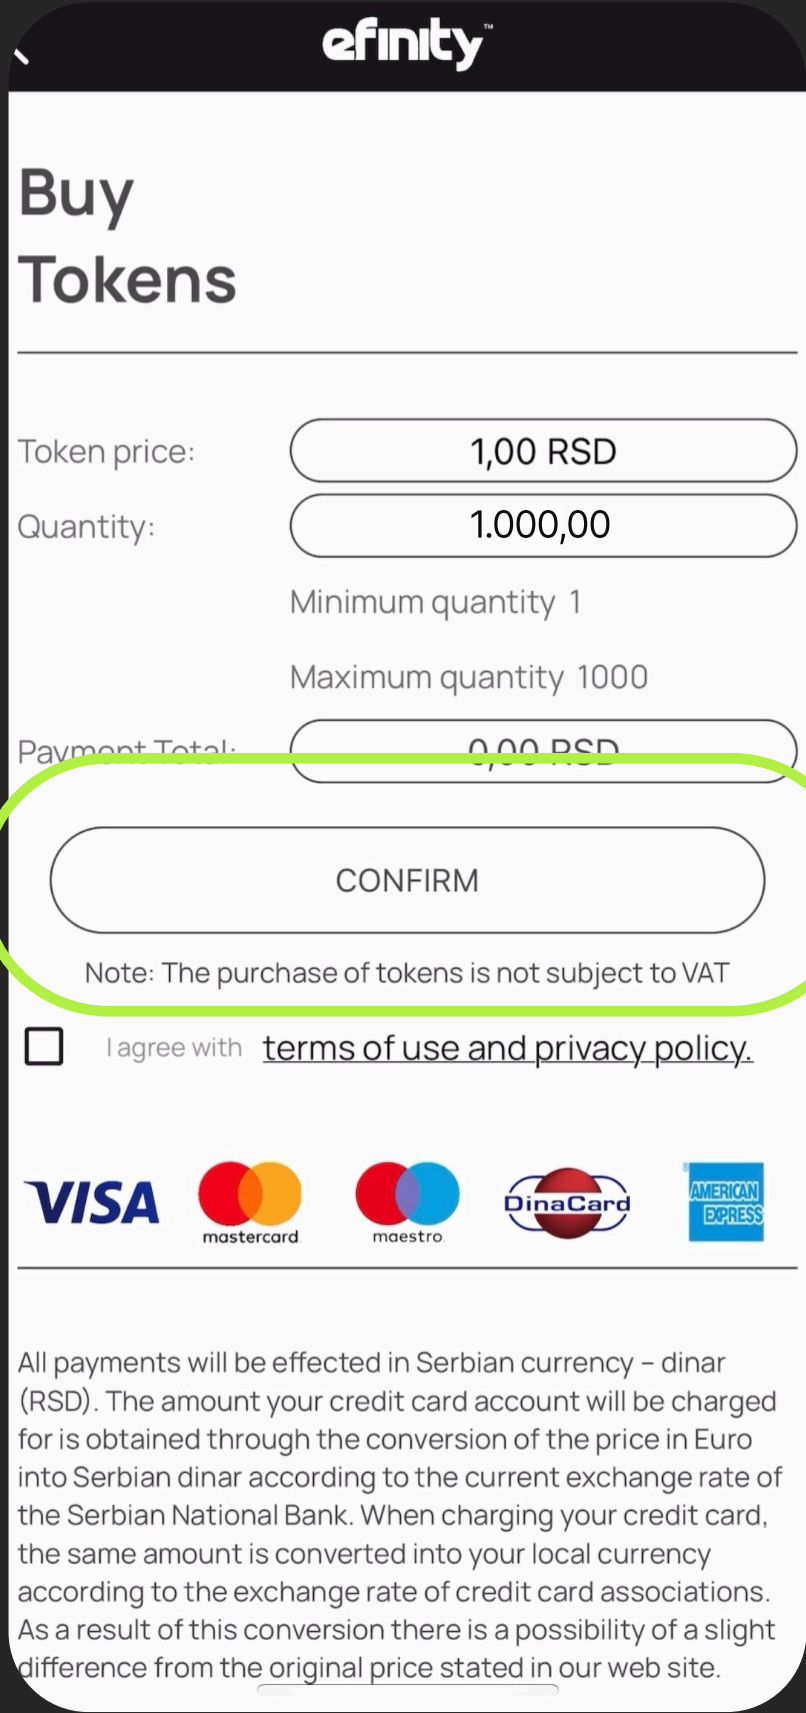 efinity™
Buy
Tokens
Token price: 1,00 RSD
Quantity: 1.000,00
Minimum quantity 1
Maximum quantity 1000
Payment Total: 0,00 RSD
CONFIRM
Note: The purchase of tokens is not subject to VAT
I agree with terms of use and privacy policy.
VISA mastercard maestro DinaCard AMERICAN EXPRESS
All payments will be effected in Serbian currency – dinar
(RSD). The amount your credit card account will be charged
for is obtained through the conversion of the price in Euro
into Serbian dinar according to the current exchange rate of
the Serbian National Bank. When charging your credit card,
the same amount is converted into your local currency
according to the exchange rate of credit card associations.
As a result of this conversion there is a possibility of a slight
difference from the original price stated in our web site.